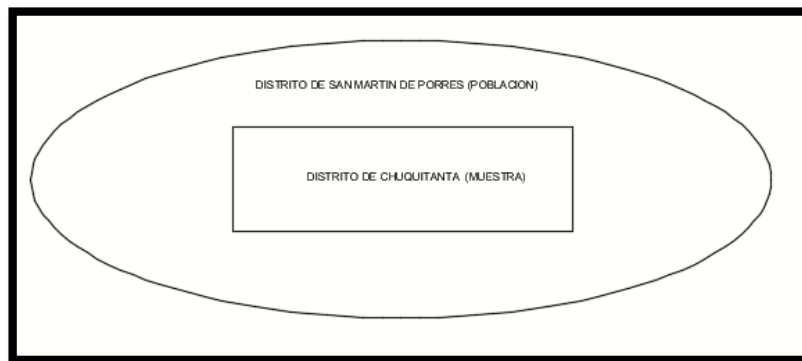 DISTRITO DE SAN MARTIN DE PORRES (POBLACION)
DISTRITO DE CHUQUITANTA (MUESTRA)